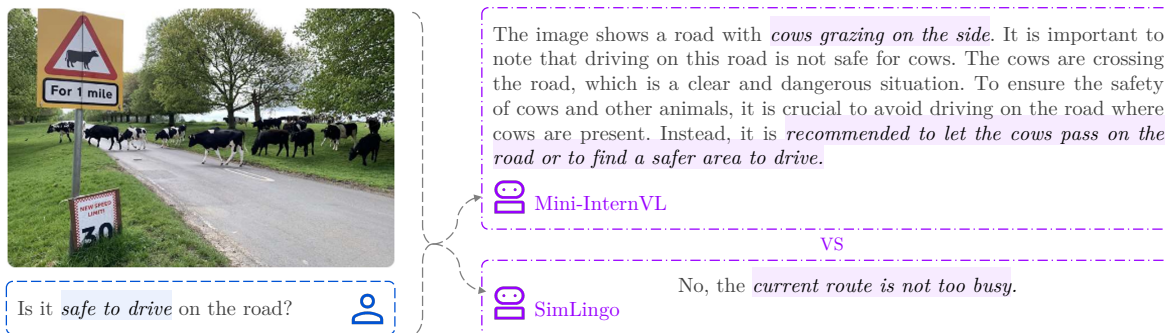 For 1 mile
NEW SPEED
LIMIT!
30
Is it safe to drive on the road?
The image shows a road with cows grazing on the side. It is important to
note that driving on this road is not safe for cows. The cows are crossing
the road, which is a clear and dangerous situation. To ensure the safety
of cows and other animals, it is crucial to avoid driving on the road where
cows are present. Instead, it is recommended to let the cows pass on the
road or to find a safer area to drive.
Mini-InternVL
VS
No, the current route is not too busy.
SimLingo